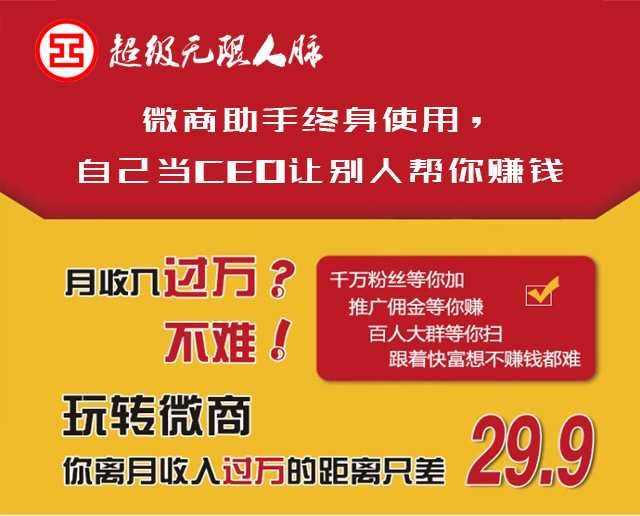 超级无限人脉
微商助手终身使用，
自己当CEO让别人帮你赚钱
月收入过万？
不难！
千万粉丝等你加
推广佣金等你赚
百人大群等你扫
跟着快富想不赚钱都难
玩转微商
你离月收入过万的距离只差
29.9